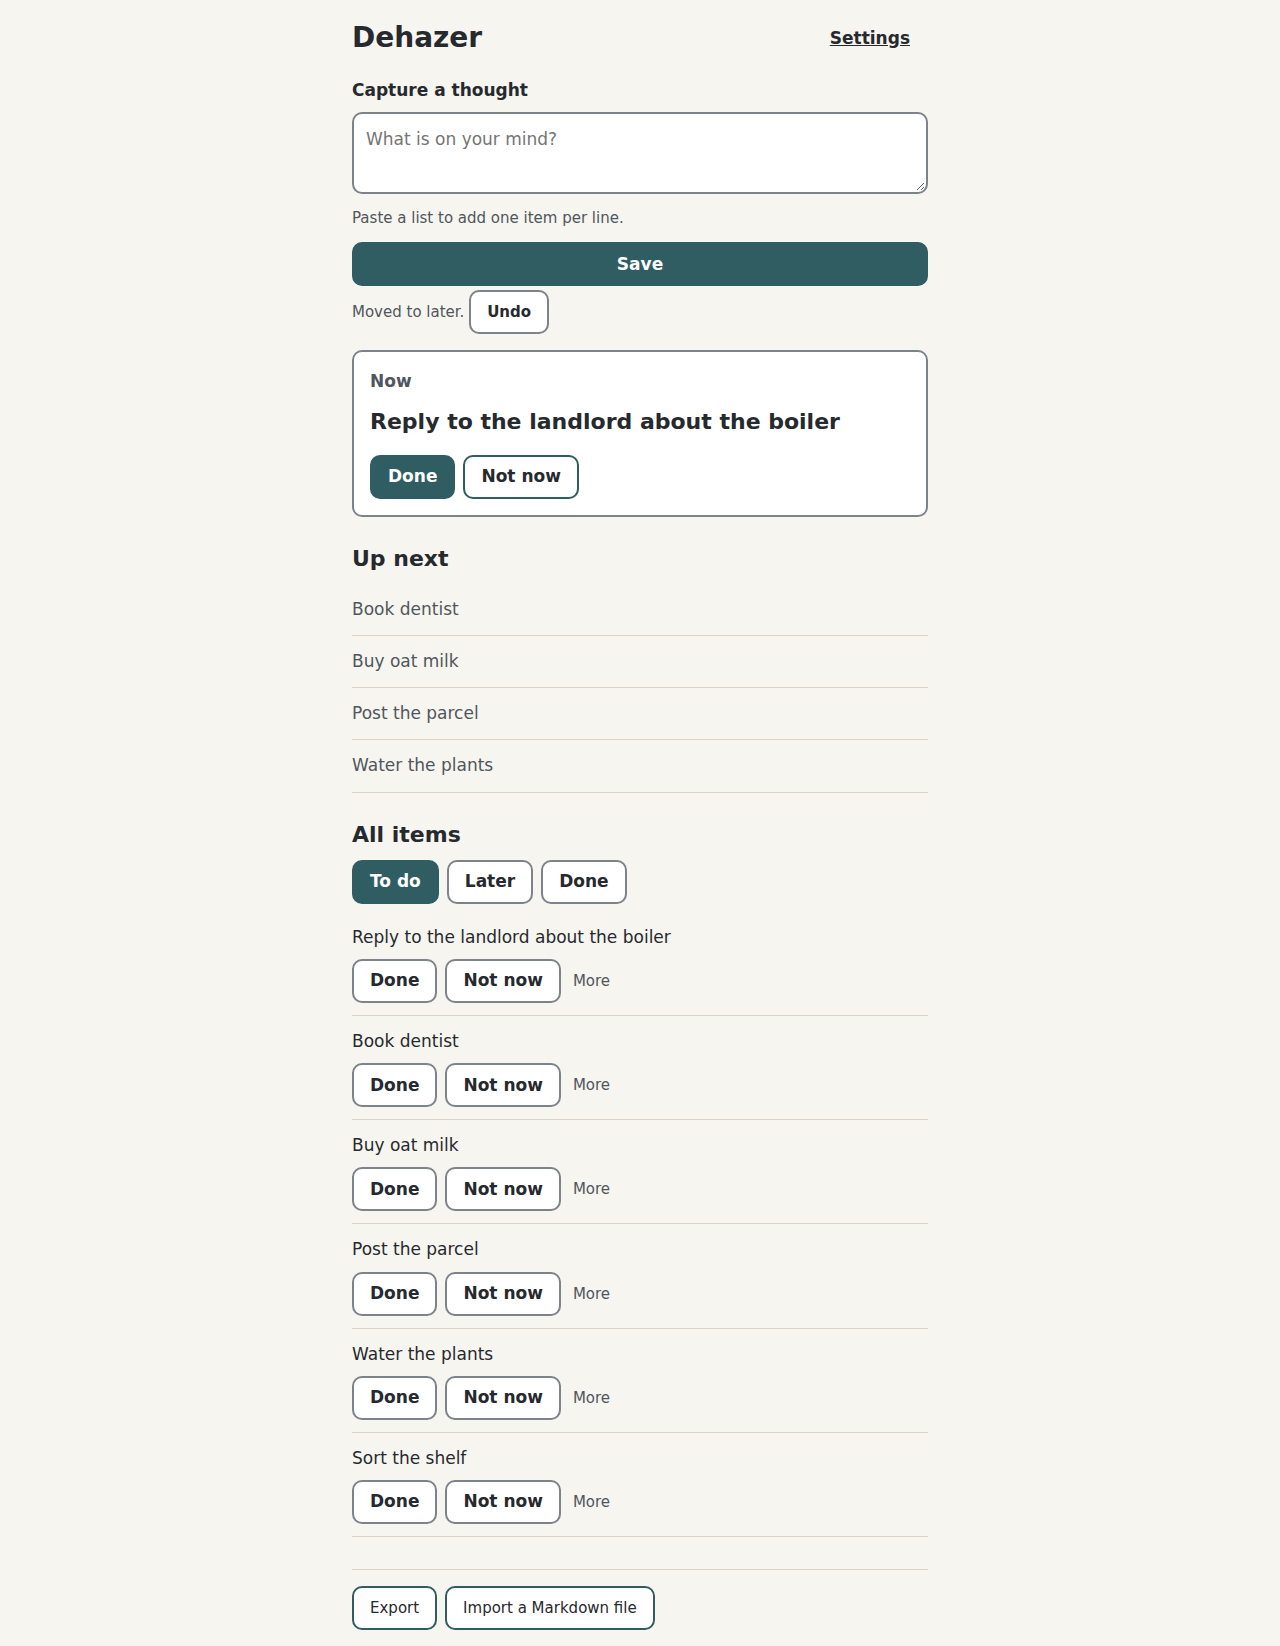 Dehazer Settings
Capture a thought
What is on your mind?
Paste a list to add one item per line.
Save
Moved to later. Undo
Now
Reply to the landlord about the boiler
Done Not now
Up next
Book dentist
Buy oat milk
Post the parcel
Water the plants
All items
To do Later Done
Reply to the landlord about the boiler
Done Not now More
Book dentist
Done Not now More
Buy oat milk
Done Not now More
Post the parcel
Done Not now More
Water the plants
Done Not now More
Sort the shelf
Done Not now More
Export Import a Markdown file